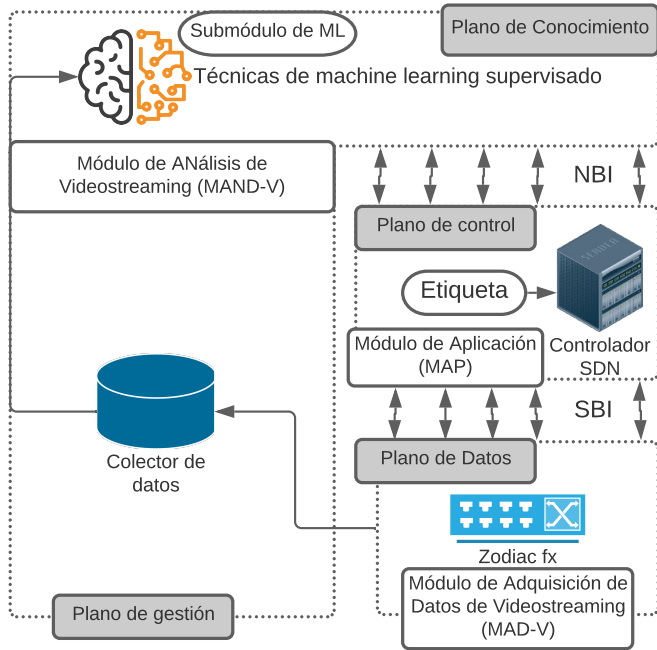 Submódulo de ML
Plano de Conocimiento
Técnicas de machine learning supervisado
Módulo de ANálisis de
Videostreaming (MAND-V)
NBI
Plano de control
SERVER
Etiqueta
Módulo de Aplicación
(MAP)
Controlador
SDN
SBI
Plano de Datos
Colector de
datos
Zodiac fx
Módulo de Adquisición de
Datos de Videostreaming
(MAD-V)
Plano de gestión